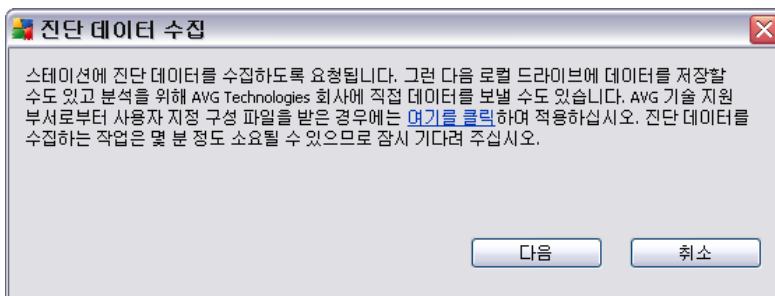 진단 데이터 수집
스테이션에 진단 데이터를 수집하도록 요청됩니다. 그런 다음 로컬 드라이브에 데이터를 저장할
수도 있고 분석을 위해 AVG Technologies 회사에 직접 데이터를 보낼 수도 있습니다. AVG 기술 지원
부서로부터 사용자 지정 구성 파일을 받은 경우에는 여기를 클릭하여 적용하십시오. 진단 데이터를
수집하는 작업은 몇 분 정도 소요될 수 있으므로 잠시 기다려 주십시오.
다음
취소